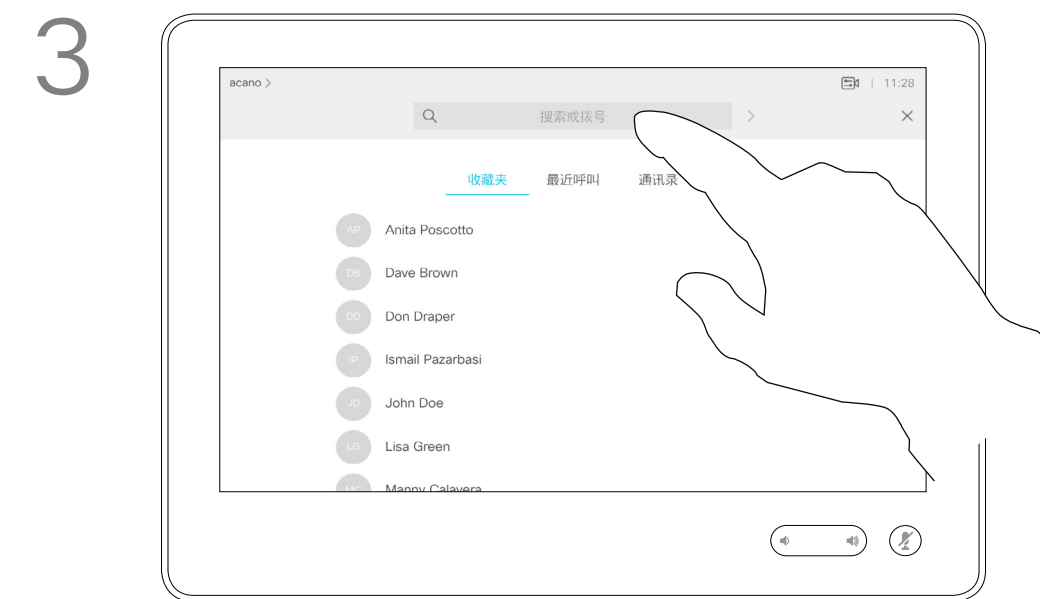 3
acano >
11:28
搜索或拨号
收藏夹 最近呼叫 通讯录
AP Anita Poscotto
DB Dave Brown
DD Don Draper
IP Ismail Pazarbasi
JD John Doe
LG Lisa Green
MC Manny Calavera